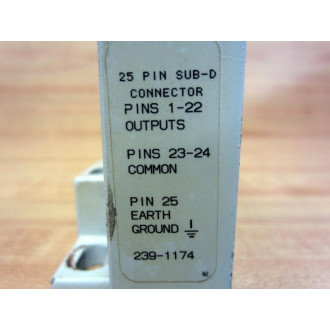 25 PIN SUB-D
CONNECTOR
PINS 1-22
OUTPUTS
PINS 23-24
COMMON
PIN 25
EARTH
GROUND
239-1174